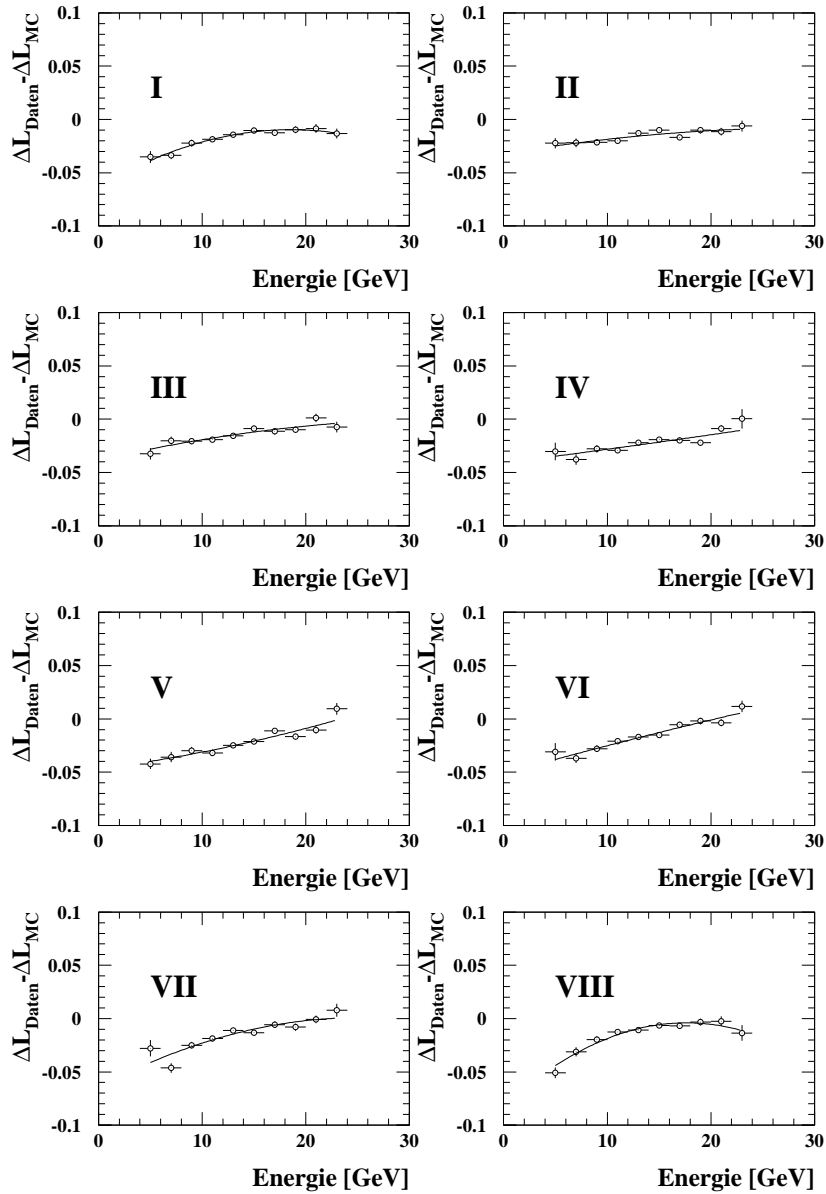 ΔL_Daten-ΔL_MC
0.1
0.05
0
-0.05
-0.1
I
0 10 20 30
Energie [GeV]
ΔL_Daten-ΔL_MC
0.1
0.05
0
-0.05
-0.1
II
0 10 20 30
Energie [GeV]
ΔL_Daten-ΔL_MC
0.1
0.05
0
-0.05
-0.1
III
0 10 20 30
Energie [GeV]
ΔL_Daten-ΔL_MC
0.1
0.05
0
-0.05
-0.1
IV
0 10 20 30
Energie [GeV]
ΔL_Daten-ΔL_MC
0.1
0.05
0
-0.05
-0.1
V
0 10 20 30
Energie [GeV]
ΔL_Daten-ΔL_MC
0.1
0.05
0
-0.05
-0.1
VI
0 10 20 30
Energie [GeV]
ΔL_Daten-ΔL_MC
0.1
0.05
0
-0.05
-0.1
VII
0 10 20 30
Energie [GeV]
ΔL_Daten-ΔL_MC
0.1
0.05
0
-0.05
-0.1
VIII
0 10 20 30
Energie [GeV]